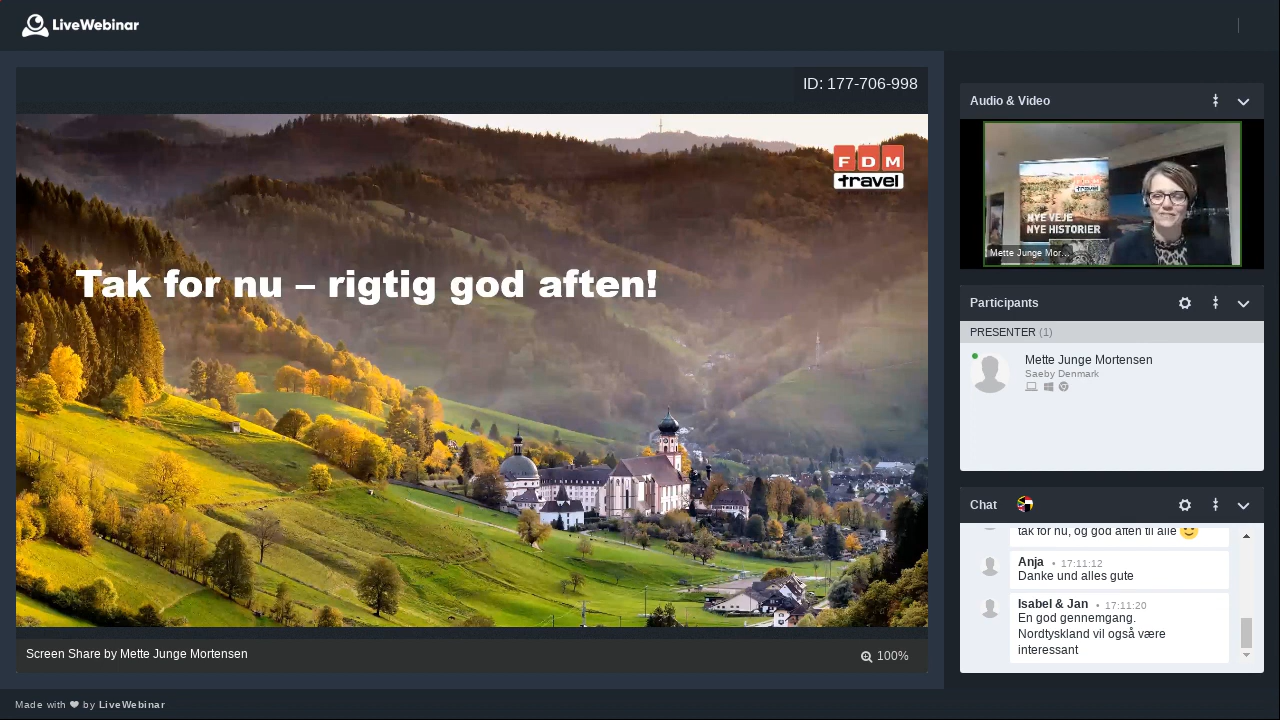 LiveWebinar
ID: 177-706-998
FDM
travel
Tak for nu – rigtig god aften!
Screen Share by Mette Junge Mortensen
100%
Audio & Video
travel
NYE VEJE
NYE HISTORIER
Mette Junge Mor...
Participants
PRESENTER (1)
Mette Junge Mortensen
Saeby Denmark
Chat
tak for nu, og god aften til alle
Anja • 17:11:12
Danke und alles gute
Isabel & Jan • 17:11:20
En god gennemgang.
Nordtyskland vil også være
interessant
Made with ❤ by LiveWebinar